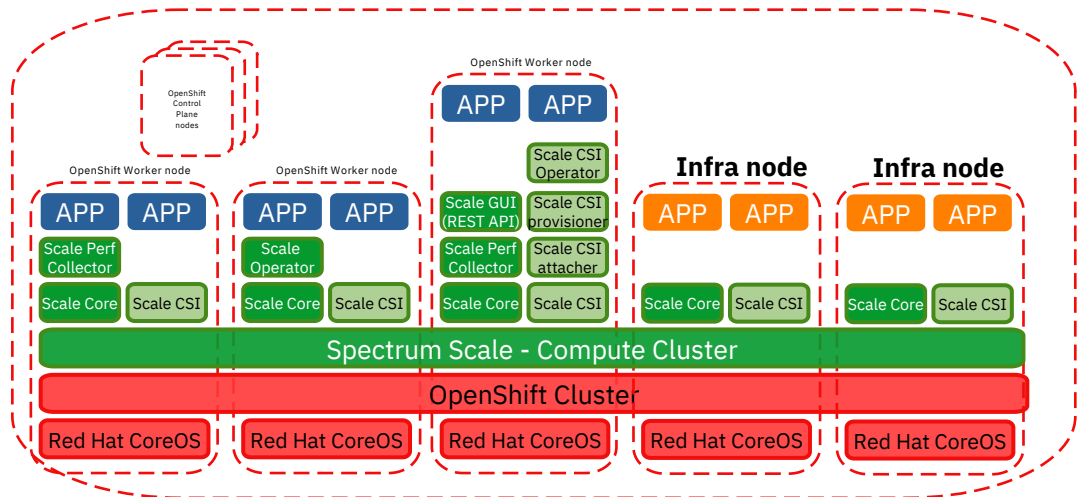 OpenShift
Control
Plane
nodes
OpenShift Worker node
APP APP
Scale Perf
Collector
Scale Core Scale CSI
OpenShift Worker node
APP APP
Scale
Operator
Scale Core Scale CSI
OpenShift Worker node
APP APP
Scale CSI
Operator
Scale GUI
(REST API)
Scale CSI
provisioner
Scale Perf
Collector
Scale CSI
attacher
Scale Core Scale CSI
Infra node
APP APP
Scale Core Scale CSI
Infra node
APP APP
Scale Core Scale CSI
Spectrum Scale - Compute Cluster
OpenShift Cluster
Red Hat CoreOS Red Hat CoreOS Red Hat CoreOS Red Hat CoreOS Red Hat CoreOS